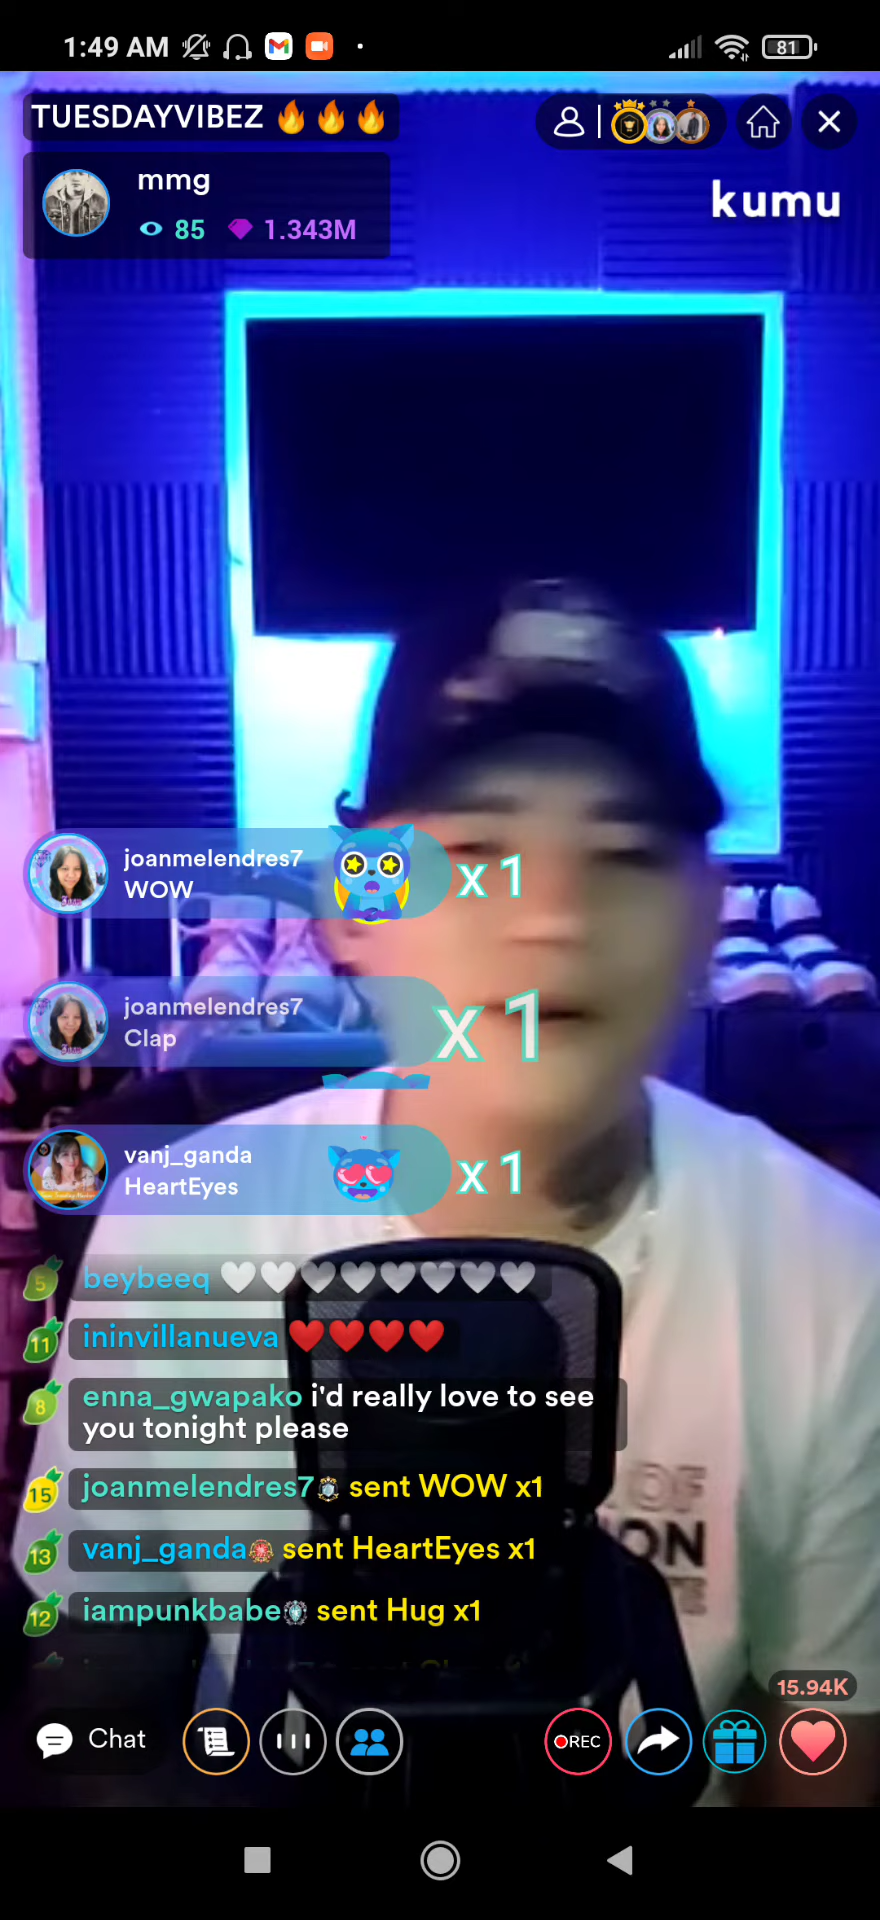 1:49 AM
81
TUESDAYVIBEZ 🔥🔥🔥
mmg
85 1.343M
kumu
joanmelendres7
WOW
x 1
joanmelendres7
Clap
x 1
vanj_ganda
HeartEyes
x 1
5 beybeeq 🤍🤍🤍🤍🤍🤍🤍🤍
11 ininvillanueva ❤️❤️❤️❤️
8 enna_gwapako i'd really love to see
you tonight please
15 joanmelendres7 sent WOW x1
13 vanj_ganda sent HeartEyes x1
12 iampunkbabe sent Hug x1
OF
ON
15.94K
Chat
REC